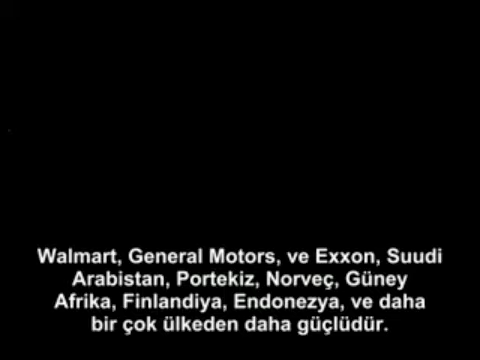 Walmart, General Motors, ve Exxon, Suudi
Arabistan, Portekiz, Norveç, Güney
Afrika, Finlandiya, Endonezya, ve daha
bir çok ülkeden daha güçlüdür.